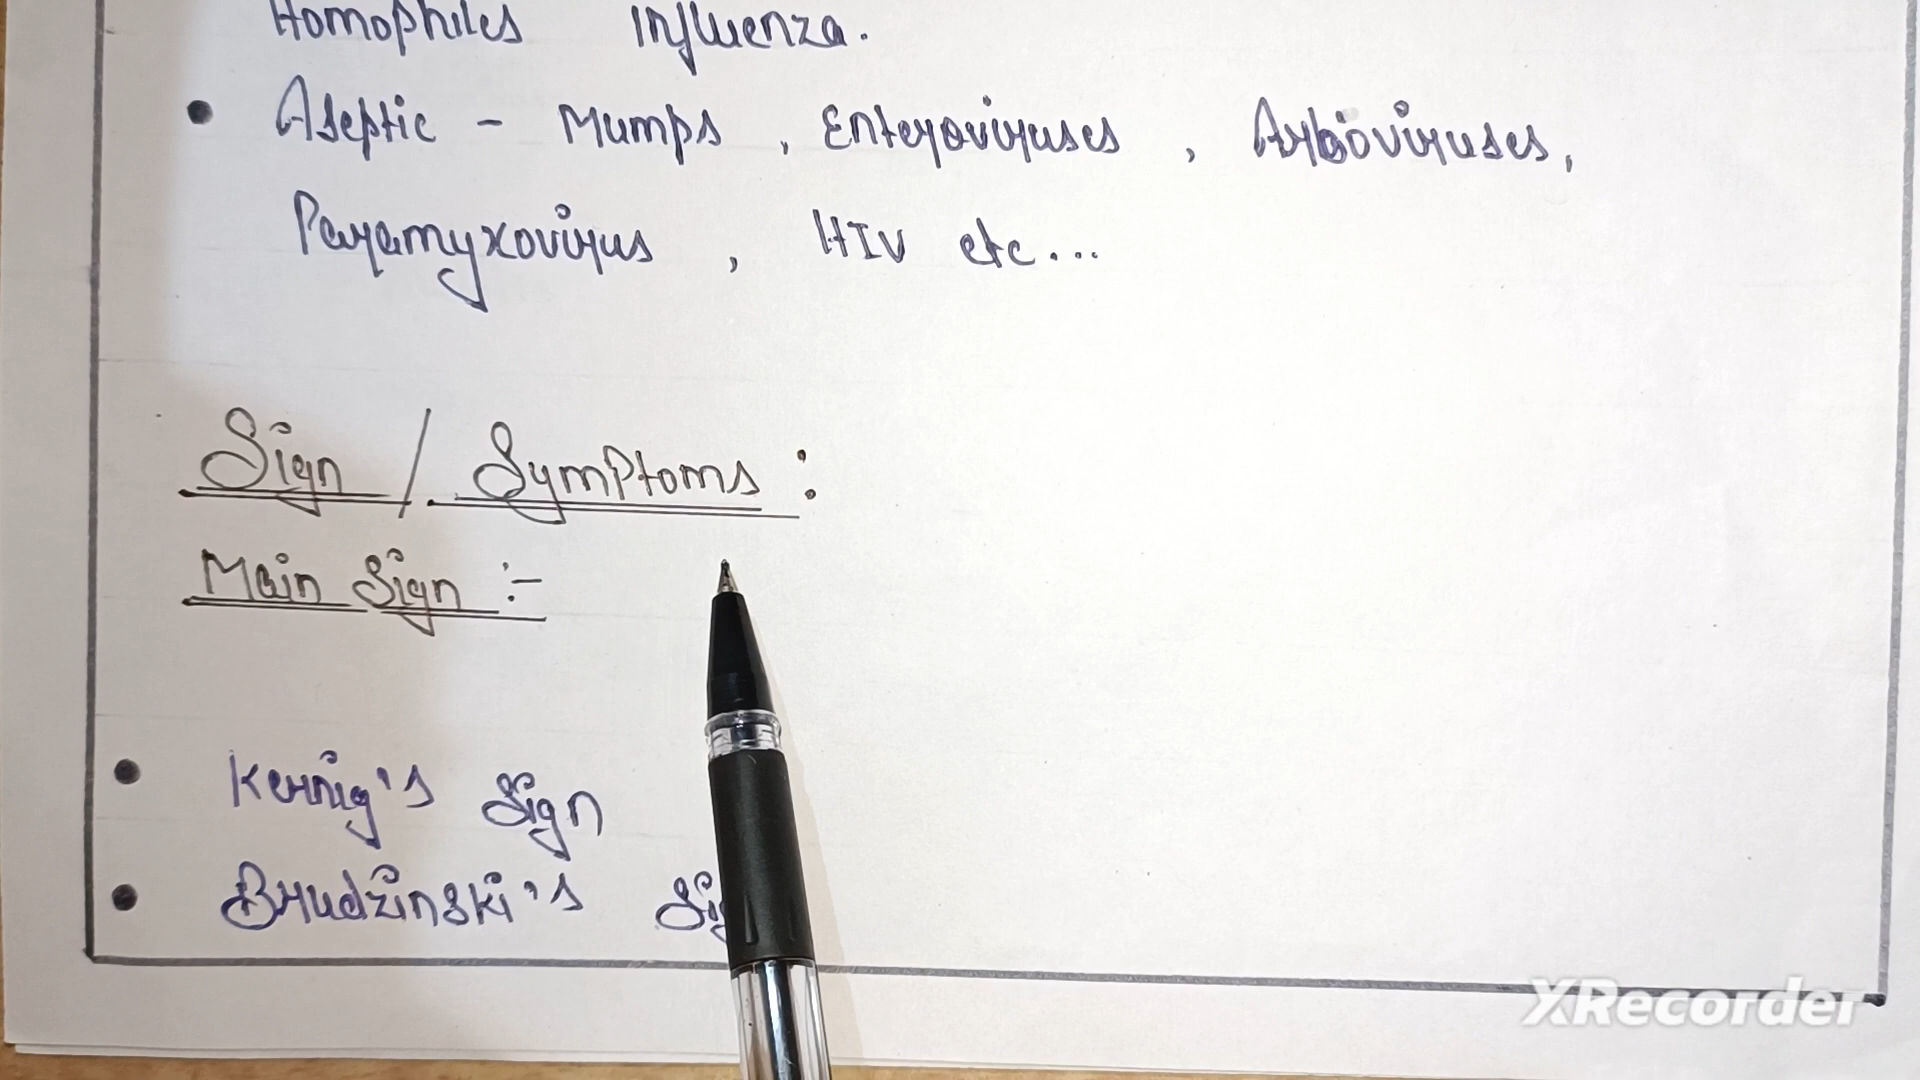 Homophiles Influenza.
• Aseptic - Mumps , Enteroviruses , Arboviruses,
Paramyxovirus , HIV etc...
Sign / Symptoms :
Main Sign :-
• Kernig's Sign
• Brudzinski's
XRecorder